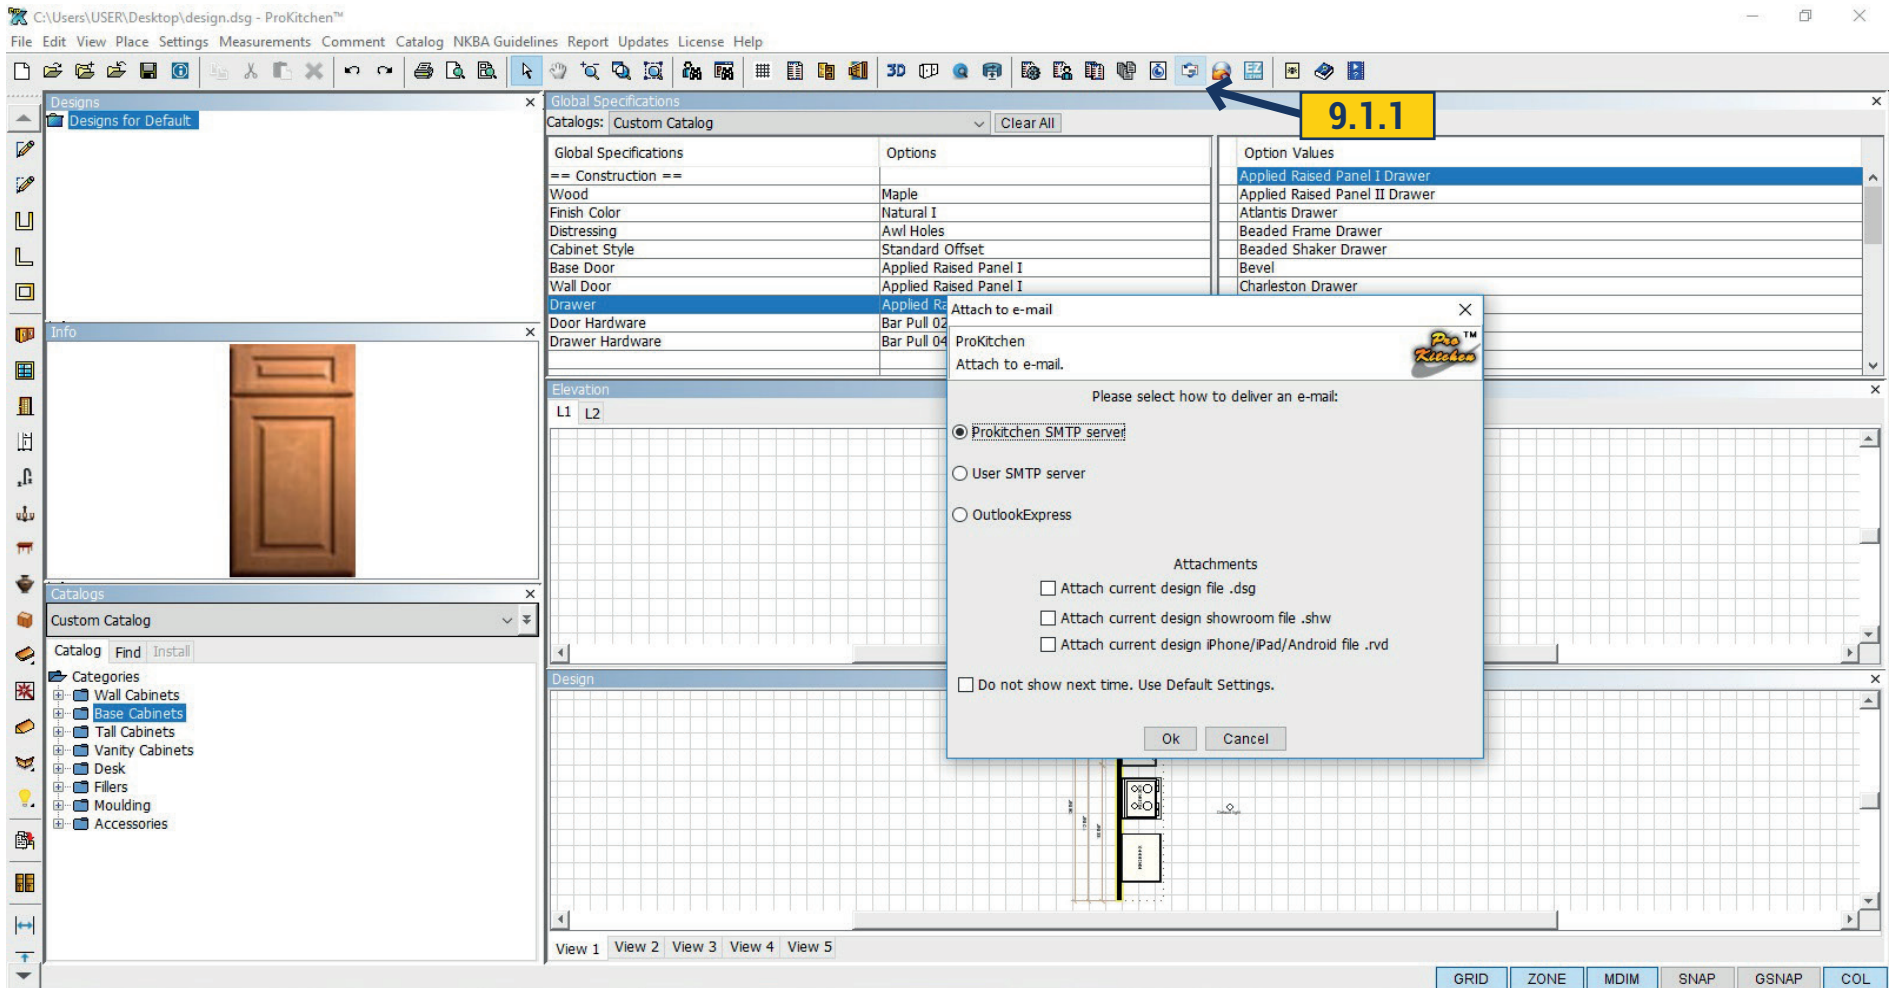 C:\Users\USER\Desktop\design.dsg - ProKitchen™
File Edit View Place Settings Measurements Comment Catalog NKBA Guidelines Report Updates License Help
3D
EZ
9.1.1
Designs
Designs for Default
Global Specifications
Catalogs: Custom Catalog Clear All
Global Specifications Options Option Values
== Construction == Applied Raised Panel I Drawer
Wood Maple Applied Raised Panel II Drawer
Finish Color Natural I Atlantis Drawer
Distressing Awl Holes Beaded Frame Drawer
Cabinet Style Standard Offset Beaded Shaker Drawer
Base Door Applied Raised Panel I Bevel
Wall Door Applied Raised Panel I Charleston Drawer
Drawer Applied Ra
Door Hardware Bar Pull 02
Drawer Hardware Bar Pull 04
Info
Elevation
L1 L2
Attach to e-mail
ProKitchen
Attach to e-mail.
Pro Kitchen ™
Please select how to deliver an e-mail:
Prokitchen SMTP server
User SMTP server
OutlookExpress
Attachments
Attach current design file .dsg
Attach current design showroom file .shw
Attach current design iPhone/iPad/Android file .rvd
Do not show next time. Use Default Settings.
Ok Cancel
Catalogs
Custom Catalog
Catalog Find Install
Categories
Wall Cabinets
Base Cabinets
Tall Cabinets
Vanity Cabinets
Desk
Fillers
Moulding
Accessories
Design
View 1 View 2 View 3 View 4 View 5
GRID ZONE MDIM SNAP GSNAP COL